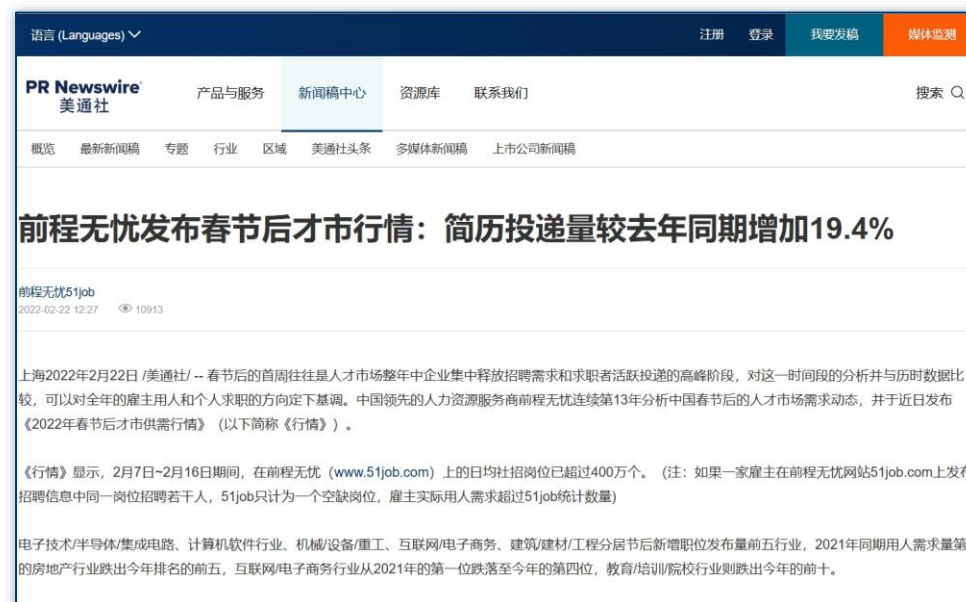 语言 (Languages)
注册 登录 我要发稿 媒体监测
PR Newswire
美通社
产品与服务 新闻稿中心 资源库 联系我们
搜索
概览 最新新闻稿 专题 行业 区域 美通社头条 多媒体新闻稿 上市公司新闻稿
前程无忧发布春节后才市行情：简历投递量较去年同期增加19.4%
前程无忧51job
2022-02-22 12:27 10913
上海2022年2月22日 /美通社/ -- 春节后的首周往往是人才市场整年中企业集中释放招聘需求和求职者活跃投递的高峰阶段，对这一时间段的分析并与历时数据比
较，可以对全年的雇主用人和个人求职的方向定下基调。中国领先的人力资源服务商前程无忧连续第13年分析中国春节后的人才市场需求动态，并于近日发布
《2022年春节后才市供需行情》（以下简称《行情》）。
《行情》显示，2月7日~2月16日期间，在前程无忧（www.51job.com）上的日均社招岗位已超过400万个。（注：如果一家雇主在前程无忧网站51job.com上发布
招聘信息中同一岗位招聘若干人，51job只计为一个空缺岗位，雇主实际用人需求超过51job统计数量)
电子技术/半导体/集成电路、计算机软件行业、机械/设备/重工、互联网/电子商务、建筑/建材/工程分居节后新增职位发布量前五行业，2021年同期用人需求量第
的房地产行业跌出今年排名的前五，互联网/电子商务行业从2021年的第一位跌落至今年的第四位，教育/培训/院校行业则跌出今年的前十。